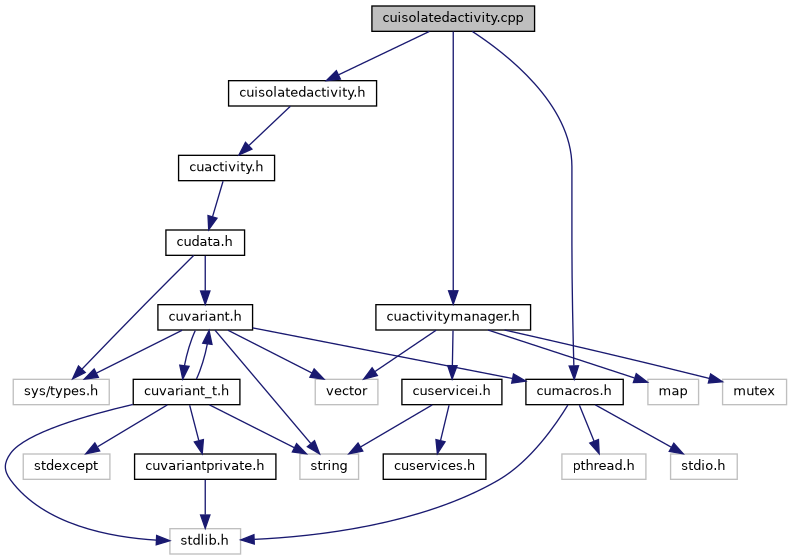 cuisolatedactivity.cpp
cuisolatedactivity.h
cuactivity.h
cudata.h
cuvariant.h
cuactivitymanager.h
sys/types.h
cuvariant_t.h
vector
cuservicei.h
cumacros.h
map
mutex
stdexcept
cuvariantprivate.h
string
cuservices.h
pthread.h
stdio.h
stdlib.h